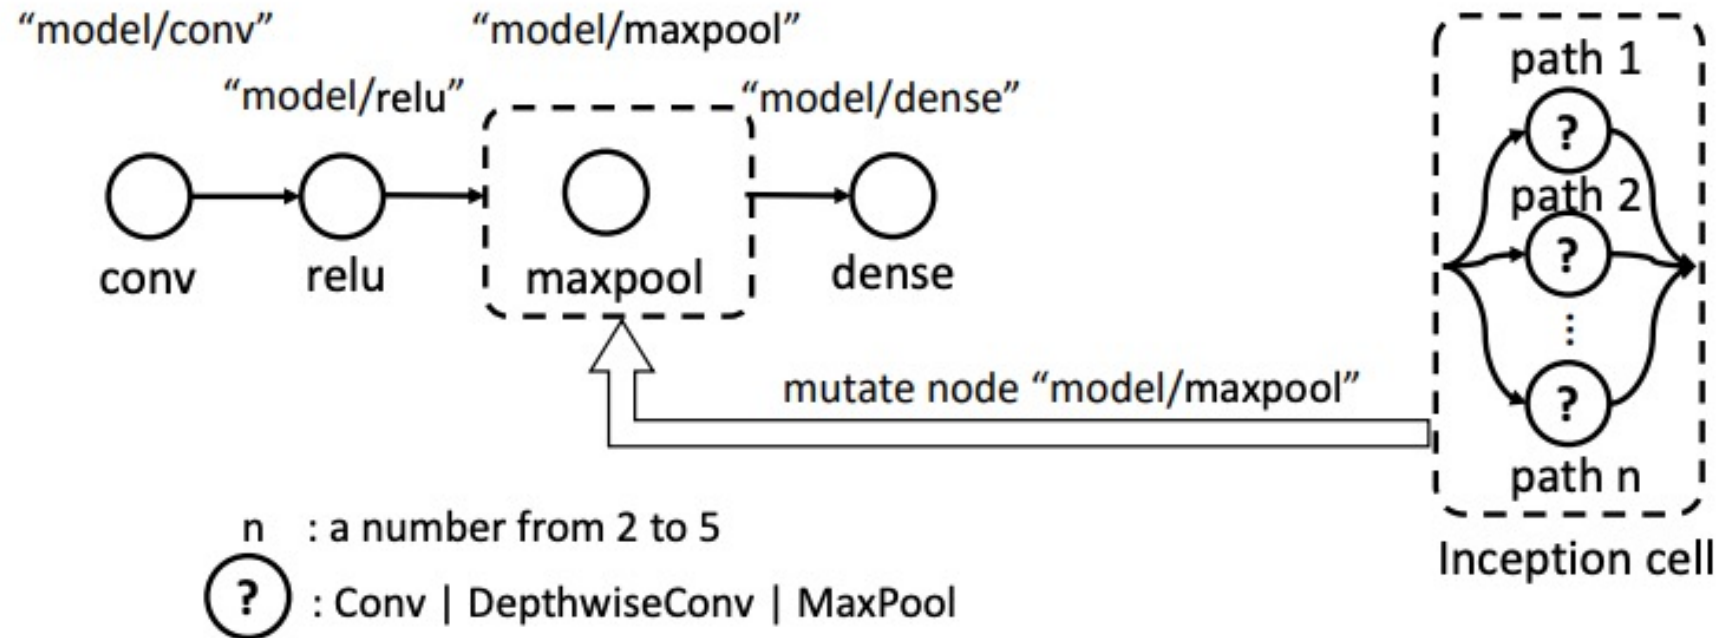 “model/conv”
“model/maxpool”
“model/relu”
“model/dense”
conv
relu
maxpool
dense
path 1
?
path 2
?
⋮
?
path n
Inception cell
mutate node “model/maxpool”
n : a number from 2 to 5
? : Conv | DepthwiseConv | MaxPool